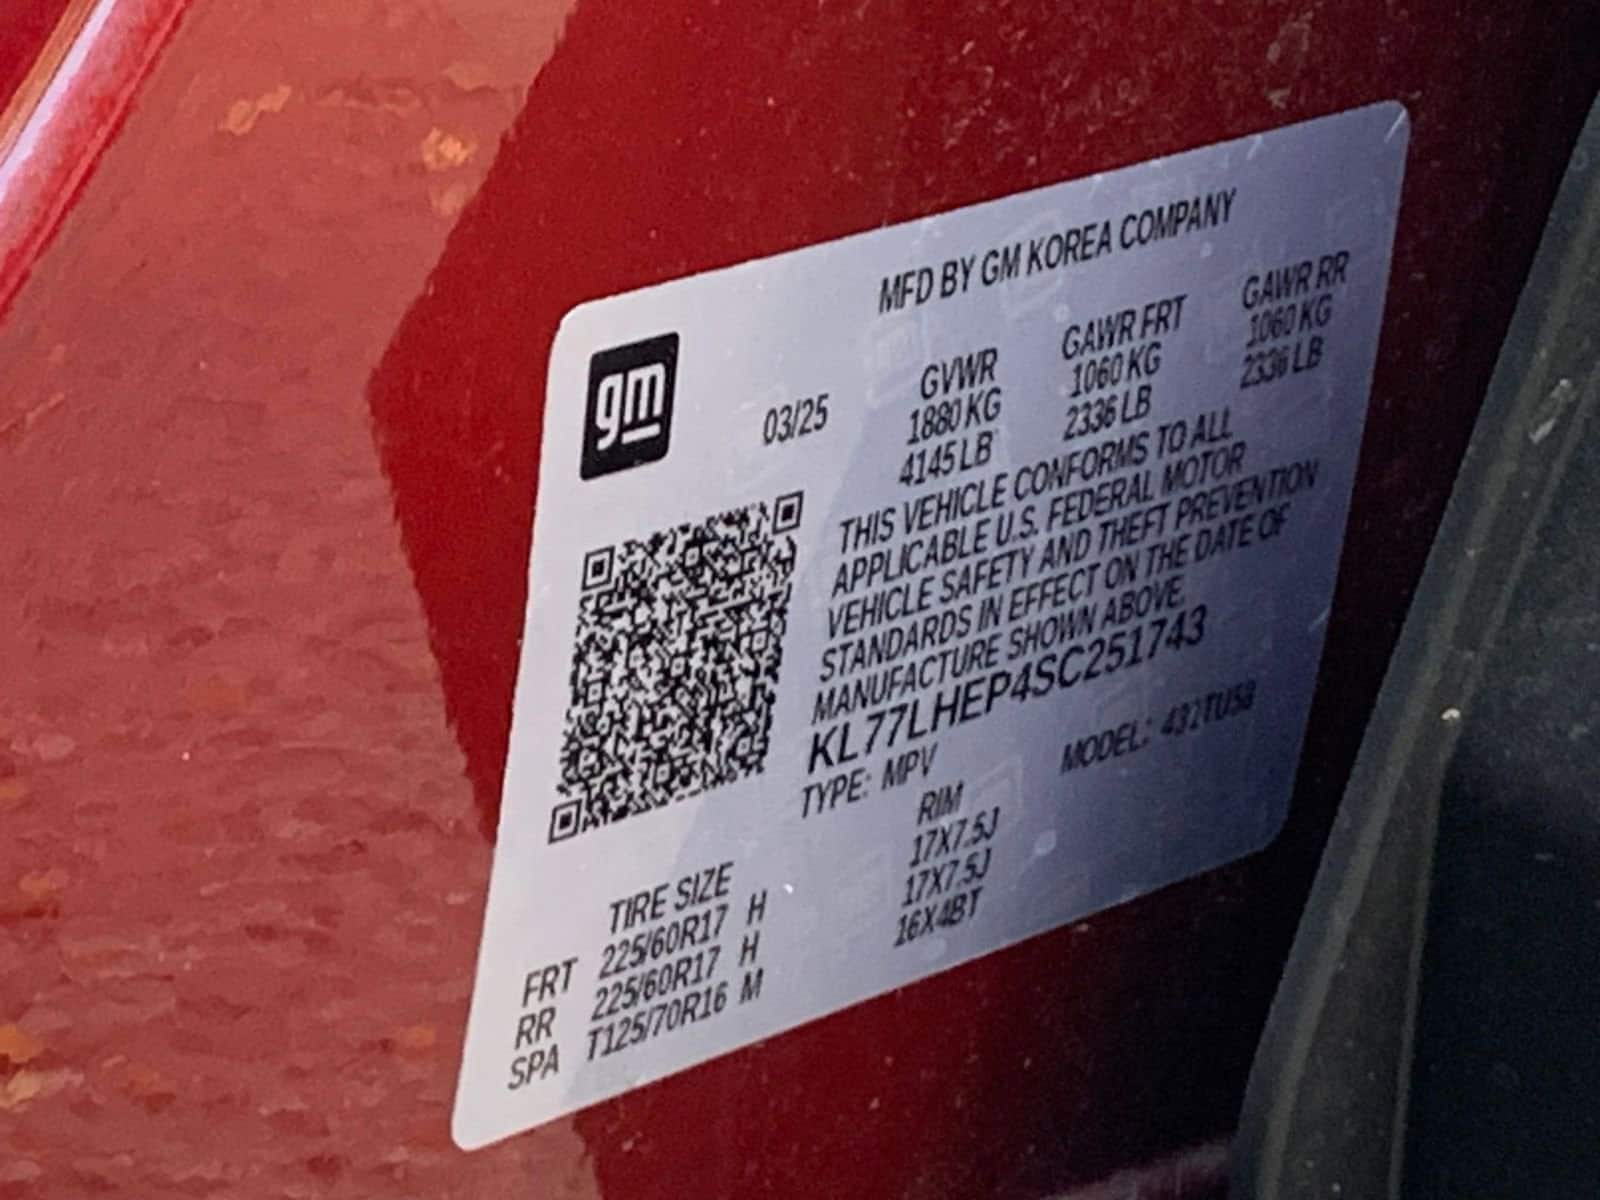 MFD BY GM KOREA COMPANY
gm
03/25
GVWR GAWR FRT GAWR RR
1880 KG 1060 KG 1060 KG
4145 LB 2336 LB 2336 LB
THIS VEHICLE CONFORMS TO ALL
APPLICABLE U.S. FEDERAL MOTOR
VEHICLE SAFETY AND THEFT PREVENTION
STANDARDS IN EFFECT ON THE DATE OF
MANUFACTURE SHOWN ABOVE.
KL77LHEP4SC251743
TYPE: MPV MODEL: 432TU58
TIRE SIZE RIM
FRT 225/60R17 H 17X7.5J
RR 225/60R17 H 17X7.5J
SPA T125/70R16 M 16X4BT